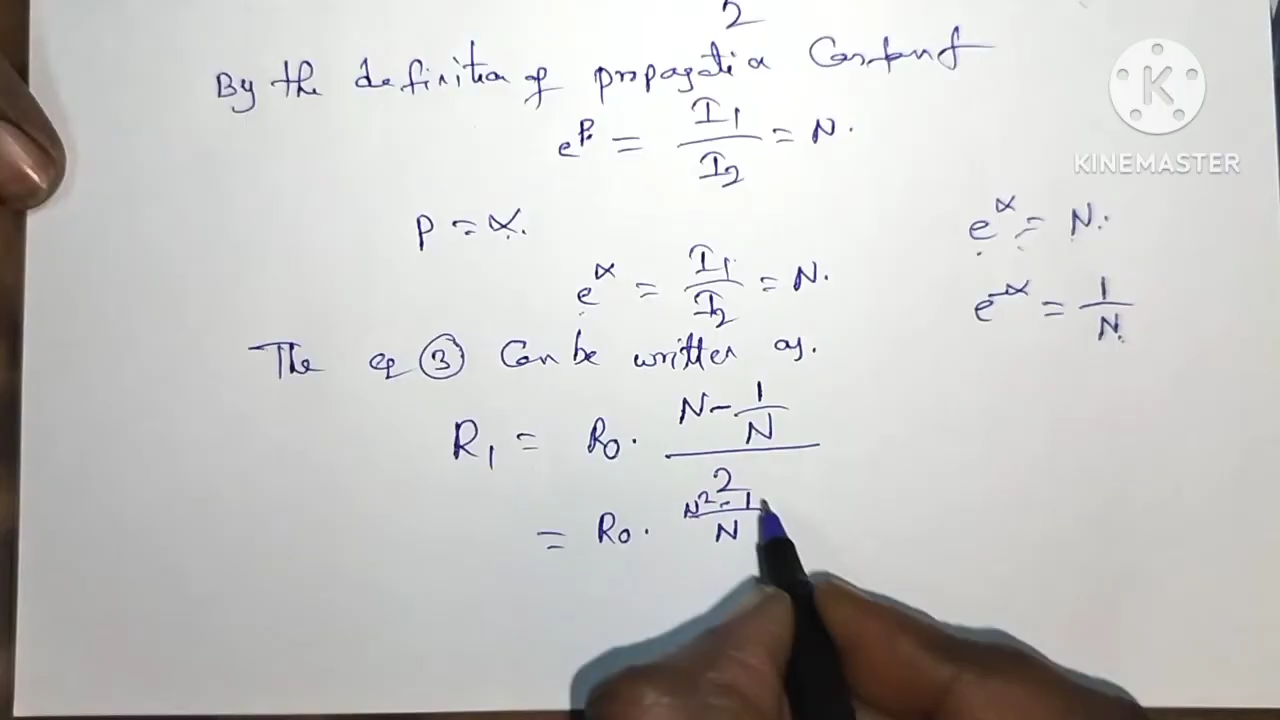 2
By the definition of propagation Constant
e^P = I1/I2 = N.
P = α.
e^α = N.
e^α = I1/I2 = N.
e^-α = 1/N.
The eq ③ Can be written as.
R1 = R0 · (N - 1/N)/2
= R0 · (N² - 1)/N
K
KINEMASTER